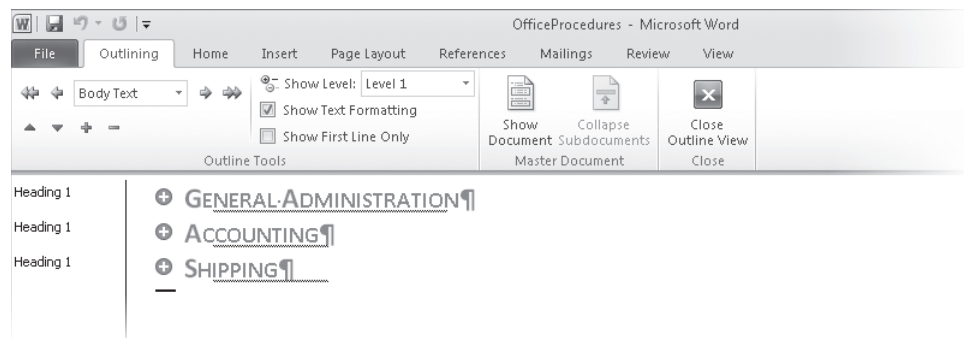 W
OfficeProcedures - Microsoft Word
File Outlining Home Insert Page Layout References Mailings Review View
Body Text
Show Level: Level 1
Show Text Formatting
Show First Line Only
Outline Tools
Show Document
Collapse Subdocuments
Master Document
Close Outline View
Close
Heading 1 GENERAL·ADMINISTRATION¶
Heading 1 ACCOUNTING¶
Heading 1 SHIPPING¶